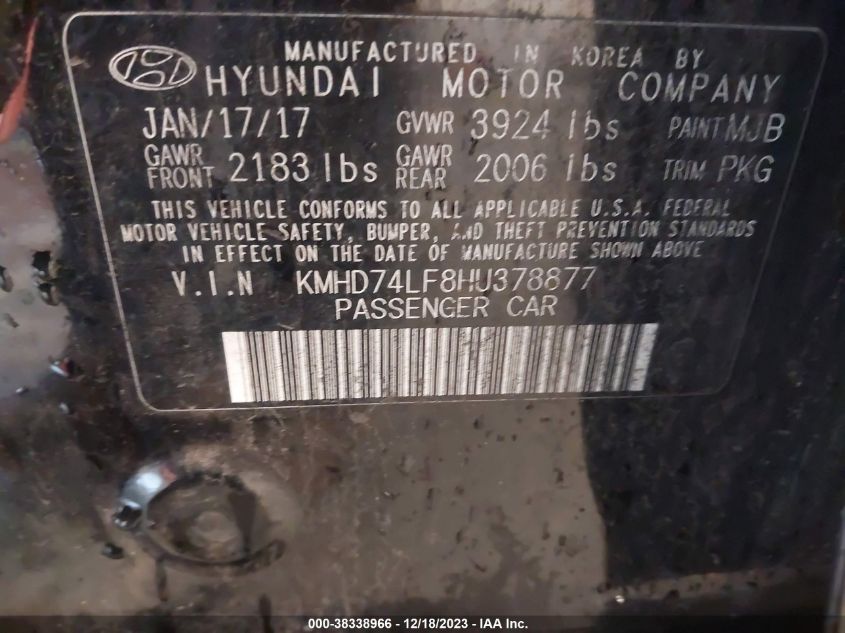 MANUFACTURED IN KOREA BY
HYUNDAI MOTOR COMPANY
JAN/17/17 GVWR 3924 lbs PAINT MJB
GAWR FRONT 2183 lbs GAWR REAR 2006 lbs TRIM PKG
THIS VEHICLE CONFORMS TO ALL APPLICABLE U.S.A. FEDERAL
MOTOR VEHICLE SAFETY, BUMPER, AND THEFT PREVENTION STANDARDS
IN EFFECT ON THE DATE OF MANUFACTURE SHOWN ABOVE
V.I.N KMHD74LF8HU378877
PASSENGER CAR
000-38338966 - 12/18/2023 - IAA Inc.